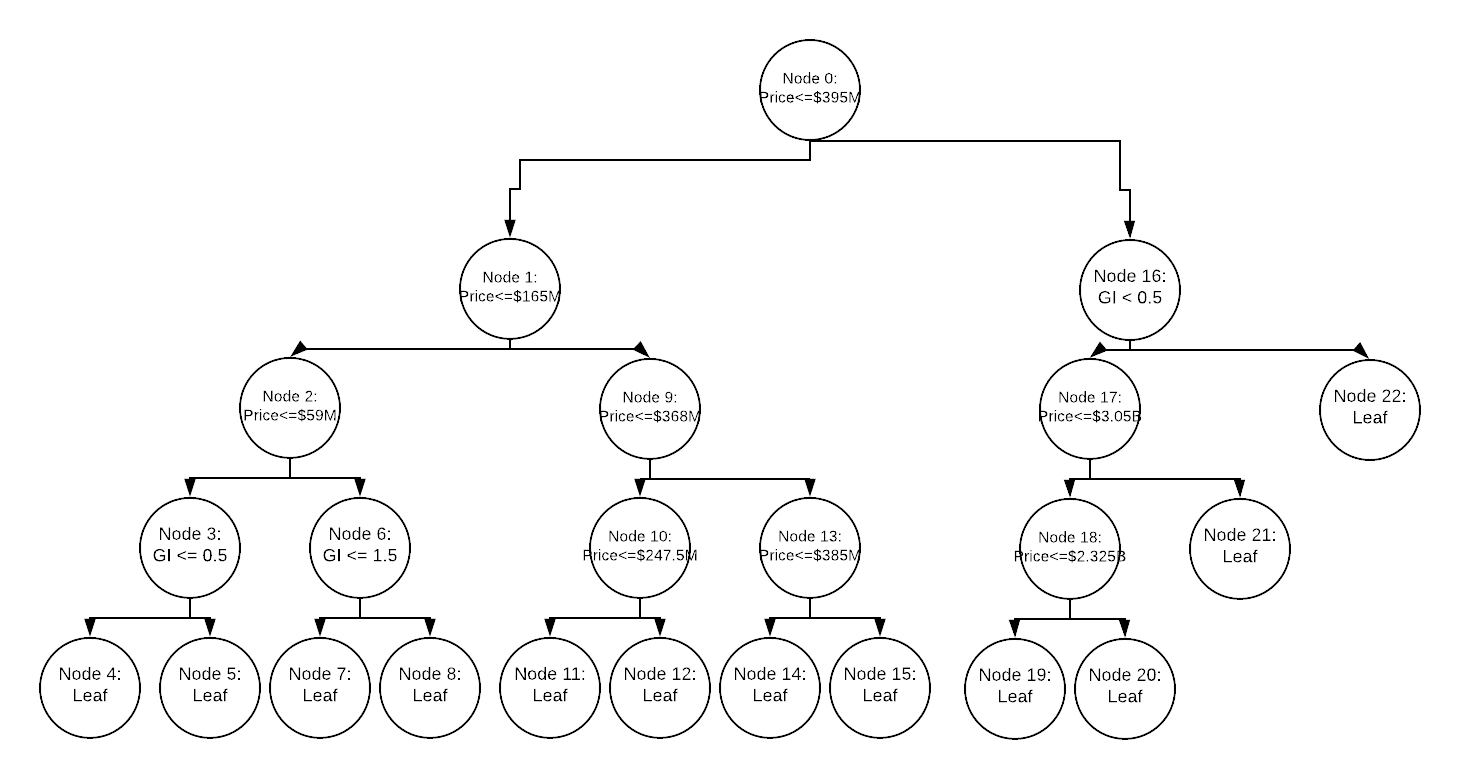 Node 0:
Price<=$395M
Node 1:
Price<=$165M
Node 16:
GI < 0.5
Node 2:
Price<=$59M
Node 9:
Price<=$368M
Node 17:
Price<=$3.05B
Node 22:
Leaf
Node 3:
GI <= 0.5
Node 6:
GI <= 1.5
Node 10:
Price<=$247.5M
Node 13:
Price<=$385M
Node 18:
Price<=$2.325B
Node 21:
Leaf
Node 4:
Leaf
Node 5:
Leaf
Node 7:
Leaf
Node 8:
Leaf
Node 11:
Leaf
Node 12:
Leaf
Node 14:
Leaf
Node 15:
Leaf
Node 19:
Leaf
Node 20:
Leaf